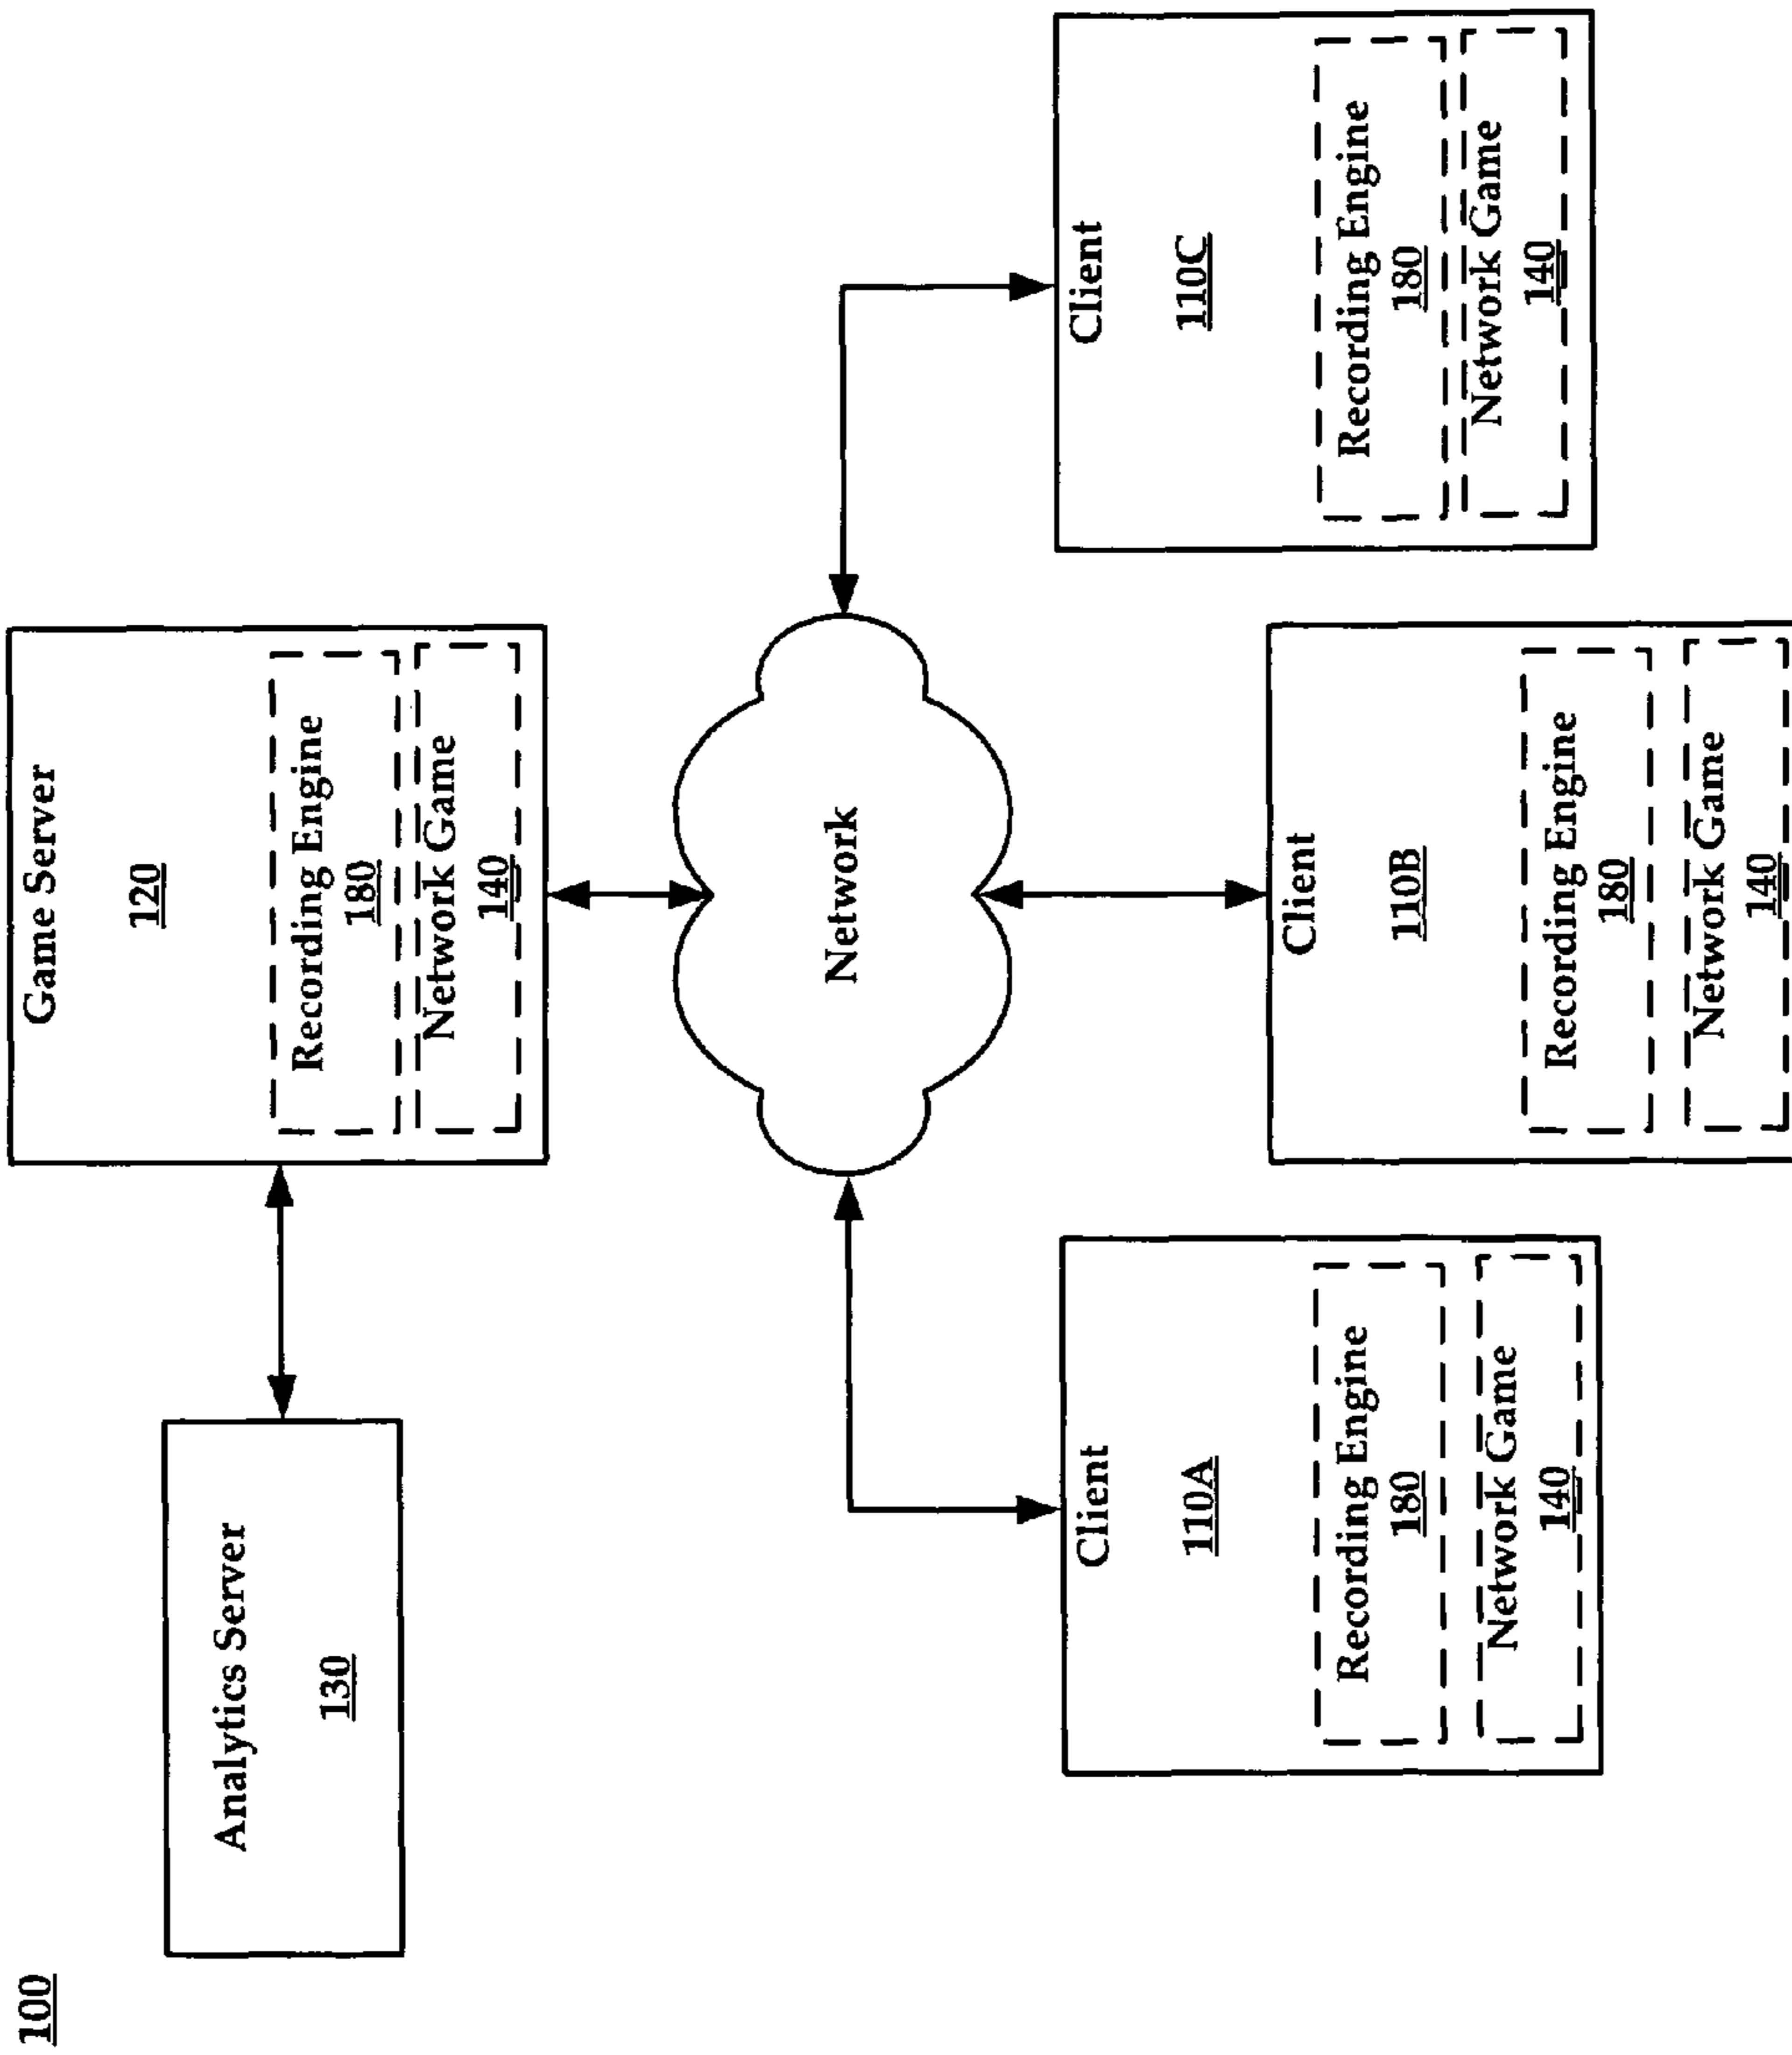 100
Analytics Server
130
Game Server
120
Recording Engine
180
Network Game
140
Network
Client
110A
Recording Engine
180
Network Game
140
Client
110B
Recording Engine
180
Network Game
140
Client
110C
Recording Engine
180
Network Game
140